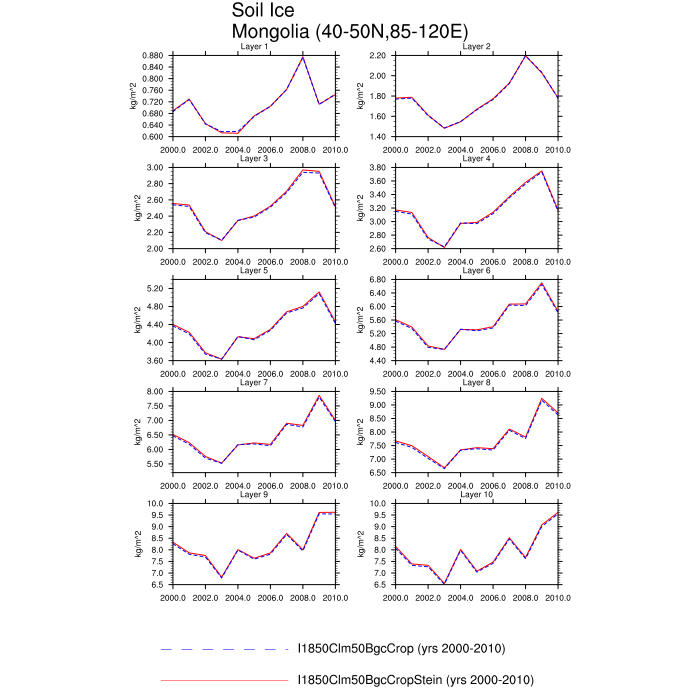 Soil Ice
Mongolia (40-50N,85-120E)
Layer 1
kg/m^2
0.880
0.840
0.800
0.760
0.720
0.680
0.640
0.600
2000.0 2002.0 2004.0 2006.0 2008.0 2010.0
Layer 2
kg/m^2
2.20
2.00
1.80
1.60
1.40
2000.0 2002.0 2004.0 2006.0 2008.0 2010.0
Layer 3
kg/m^2
3.00
2.80
2.60
2.40
2.20
2.00
2000.0 2002.0 2004.0 2006.0 2008.0 2010.0
Layer 4
kg/m^2
3.80
3.60
3.40
3.20
3.00
2.80
2.60
2000.0 2002.0 2004.0 2006.0 2008.0 2010.0
Layer 5
kg/m^2
5.20
4.80
4.40
4.00
3.60
2000.0 2002.0 2004.0 2006.0 2008.0 2010.0
Layer 6
kg/m^2
6.80
6.40
6.00
5.60
5.20
4.80
4.40
2000.0 2002.0 2004.0 2006.0 2008.0 2010.0
Layer 7
kg/m^2
8.00
7.50
7.00
6.50
6.00
5.50
2000.0 2002.0 2004.0 2006.0 2008.0 2010.0
Layer 8
kg/m^2
9.50
9.00
8.50
8.00
7.50
7.00
6.50
2000.0 2002.0 2004.0 2006.0 2008.0 2010.0
Layer 9
kg/m^2
10.0
9.5
9.0
8.5
8.0
7.5
7.0
6.5
2000.0 2002.0 2004.0 2006.0 2008.0 2010.0
Layer 10
kg/m^2
10.0
9.5
9.0
8.5
8.0
7.5
7.0
6.5
2000.0 2002.0 2004.0 2006.0 2008.0 2010.0
I1850Clm50BgcCrop (yrs 2000-2010)
I1850Clm50BgcCropStein (yrs 2000-2010)